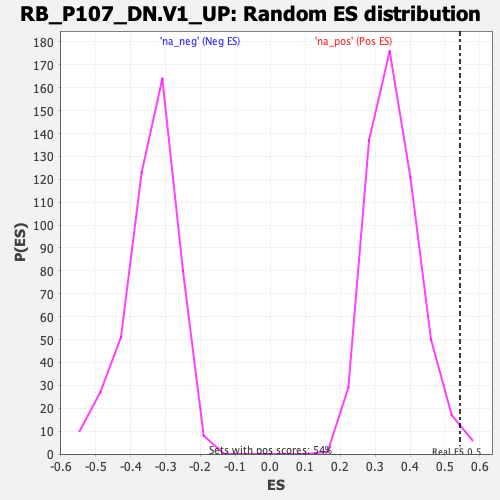 RB_P107_DN.V1_UP: Random ES distribution
'na_neg' (Neg ES) 'na_pos' (Pos ES)
180
170
160
150
140
130
120
110
100
90
80
70
60
50
40
30
20
10
0
P(ES)
Sets with pos scores: 54%
Real ES 0.5
-0.6 -0.5 -0.4 -0.3 -0.2 -0.1 0.0 0.1 0.2 0.3 0.4 0.5 0.6
ES